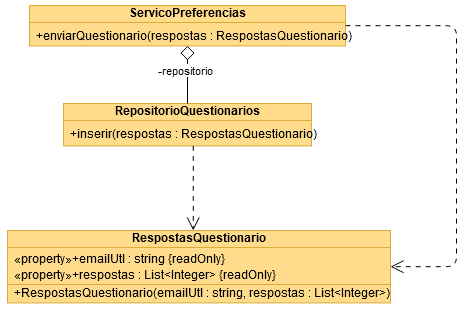 ServicoPreferencias
+enviarQuestionario(respostas : RespostasQuestionario)
-repositorio
RepositorioQuestionarios
+inserir(respostas : RespostasQuestionario)
RespostasQuestionario
«property»+emailUtl : string {readOnly}
«property»+respostas : List<Integer> {readOnly}
+RespostasQuestionario(emailUtl : string, respostas : List<Integer>)